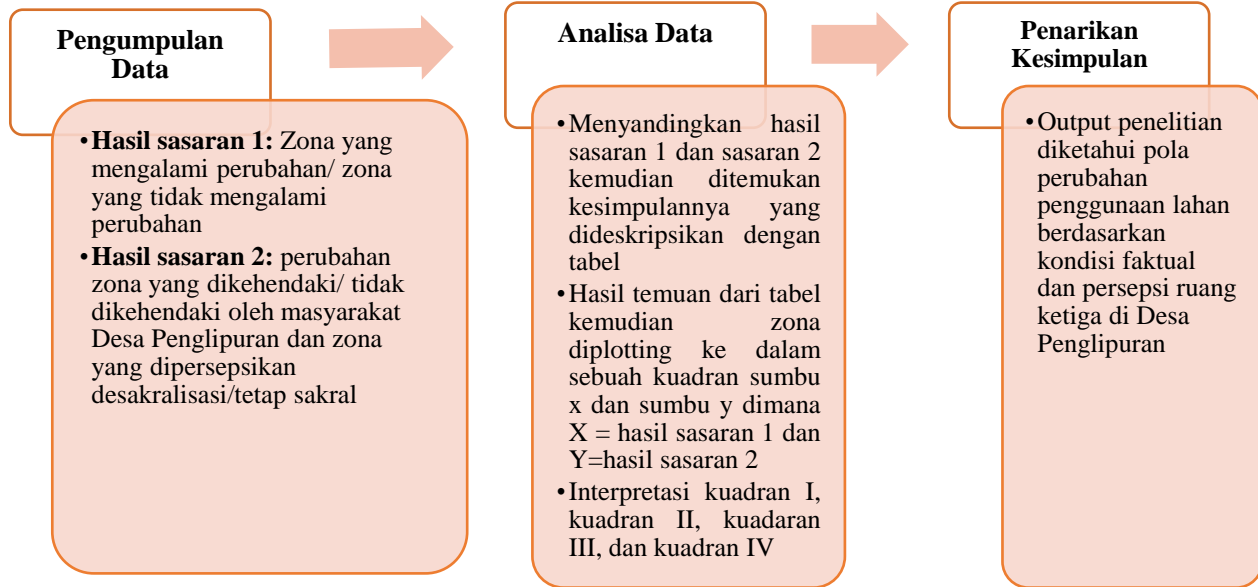 Pengumpulan
Data
•Hasil sasaran 1: Zona yang
mengalami perubahan/ zona
yang tidak mengalami
perubahan
•Hasil sasaran 2: perubahan
zona yang dikehendaki/ tidak
dikehendaki oleh masyarakat
Desa Penglipuran dan zona
yang dipersepsikan
desakralisasi/tetap sakral
Analisa Data
•Menyandingkan hasil
sasaran 1 dan sasaran 2
kemudian ditemukan
kesimpulannya yang
dideskripsikan dengan
tabel
•Hasil temuan dari tabel
kemudian zona
diplotting ke dalam
sebuah kuadran sumbu
x dan sumbu y dimana
X = hasil sasaran 1 dan
Y=hasil sasaran 2
•Interpretasi kuadran I,
kuadran II, kuadaran
III, dan kuadran IV
Penarikan
Kesimpulan
•Output penelitian
diketahui pola
perubahan
penggunaan lahan
berdasarkan
kondisi faktual
dan persepsi ruang
ketiga di Desa
Penglipuran